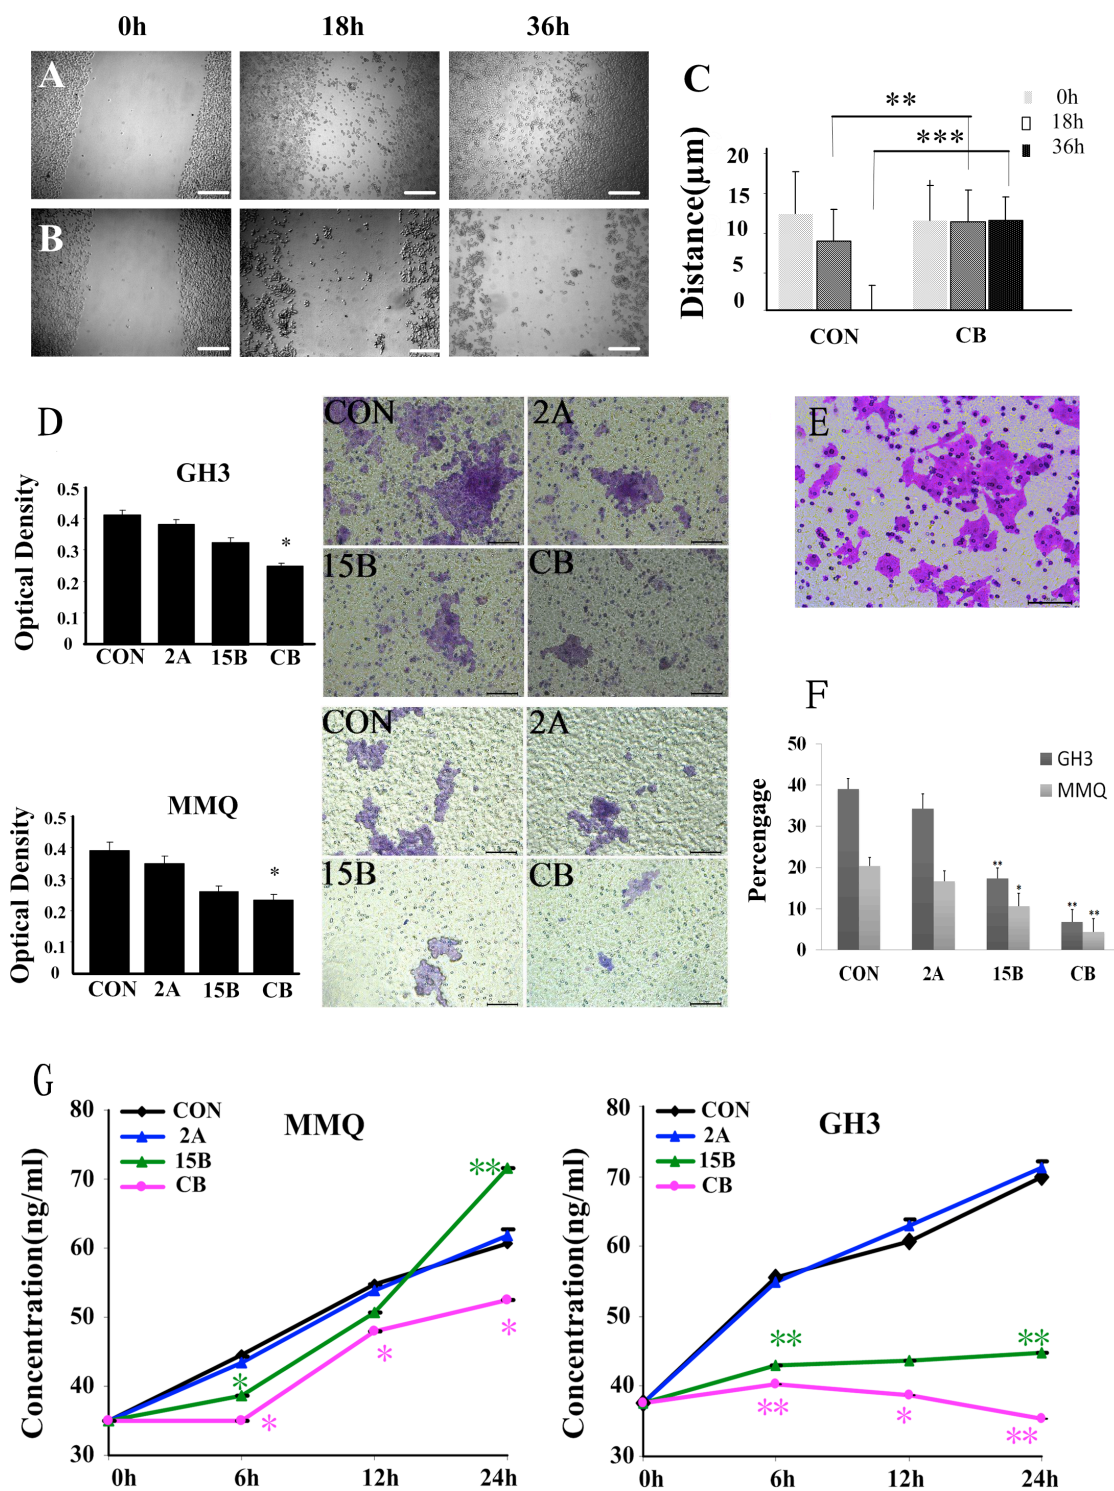 0h 18h 36h
A
B
C
** 0h
*** 18h
36h
Distance(μm)
20
15
10
5
0
CON CB
D
GH3
Optical Density
0.5
0.4
0.3
0.2
0.1
0
*
CON 2A 15B CB
CON 2A
15B CB
MMQ
Optical Density
0.5
0.4
0.3
0.2
0.1
0
*
CON 2A 15B CB
CON 2A
15B CB
E
F
Percengage
50
40
30
20
10
0
GH3
MMQ
** * ** **
CON 2A 15B CB
G
MMQ
CON
2A
15B
CB
Concentration(ng/ml)
80
70
60
50
40
30
**
* * * *
0h 6h 12h 24h
GH3
CON
2A
15B
CB
Concentration(ng/ml)
80
70
60
50
40
30
** **
** * **
0h 6h 12h 24h